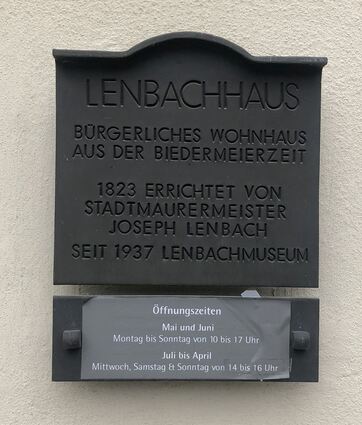 LENBACHHAUS
BÜRGERLICHES WOHNHAUS
AUS DER BIEDERMEIERZEIT
1823 ERRICHTET VON
STADTMAURERMEISTER
JOSEPH LENBACH
SEIT 1937 LENBACHMUSEUM
Öffnungszeiten
Mai und Juni
Montag bis Sonntag von 10 bis 17 Uhr
Juli bis April
Mittwoch, Samstag & Sonntag von 14 bis 16 Uhr